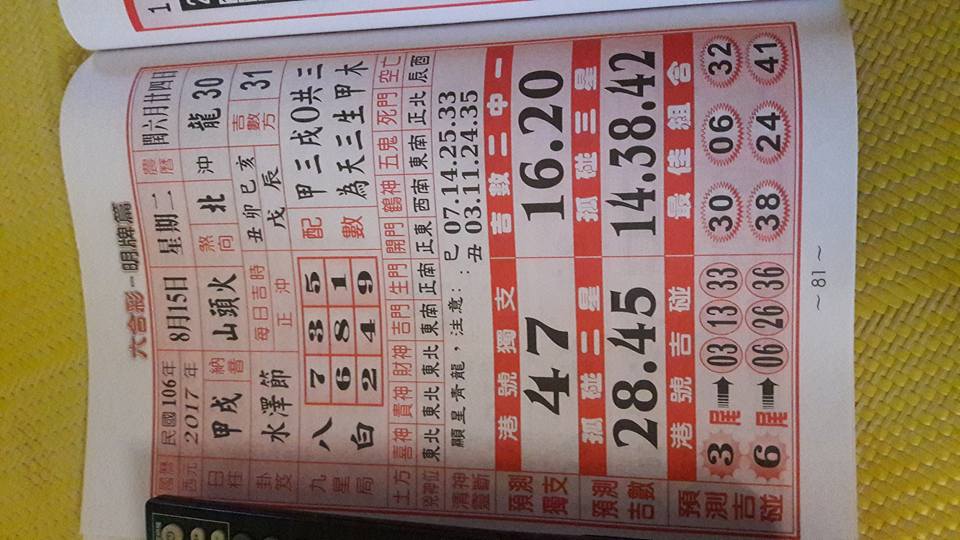 六合彩-明牌篇
國曆 民國106年 8月15日 星期二 農曆 閏六月廿四日
西元 2017年
日柱 甲戌 納音 山頭火 煞向 北 沖 龍 30
卦爻 水澤節 每日吉時正沖 丑卯巳亥 戊辰 吉數方 31
九星局 八白 配數 甲三戌0共三
為天三生甲木
7 3 5
6 8 1
2 4 9
喜神 貴神 財神 吉門 生門 開門 鶴神 五鬼 死門 空亡
東北 東北 東北 東南 正南 正東 西南 東南 正北 辰酉
顯星青龍,注意: 巳 07.14.25.33
丑 03.11.24.35
預測獨支 港號獨支 吉數二中一
47 16.20
預測吉數 孤碰二星 孤碰三星
28.45 14.38.42
預測吉碰 港號吉碰 最佳組合
3尾 03 13 33 30 06 32
6尾 06 26 36 38 24 41
~81~